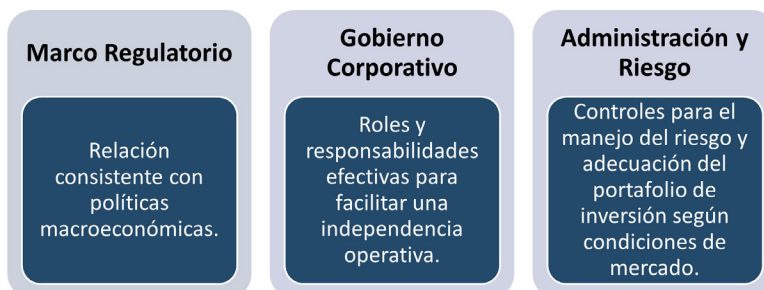 Marco Regulatorio
Relación
consistente con
políticas
macroeconómicas.
Gobierno
Corporativo
Roles y
responsabilidades
efectivas para
facilitar una
independencia
operativa.
Administración y
Riesgo
Controles para el
manejo del riesgo y
adecuación del
portafolio de
inversión según
condiciones de
mercado.